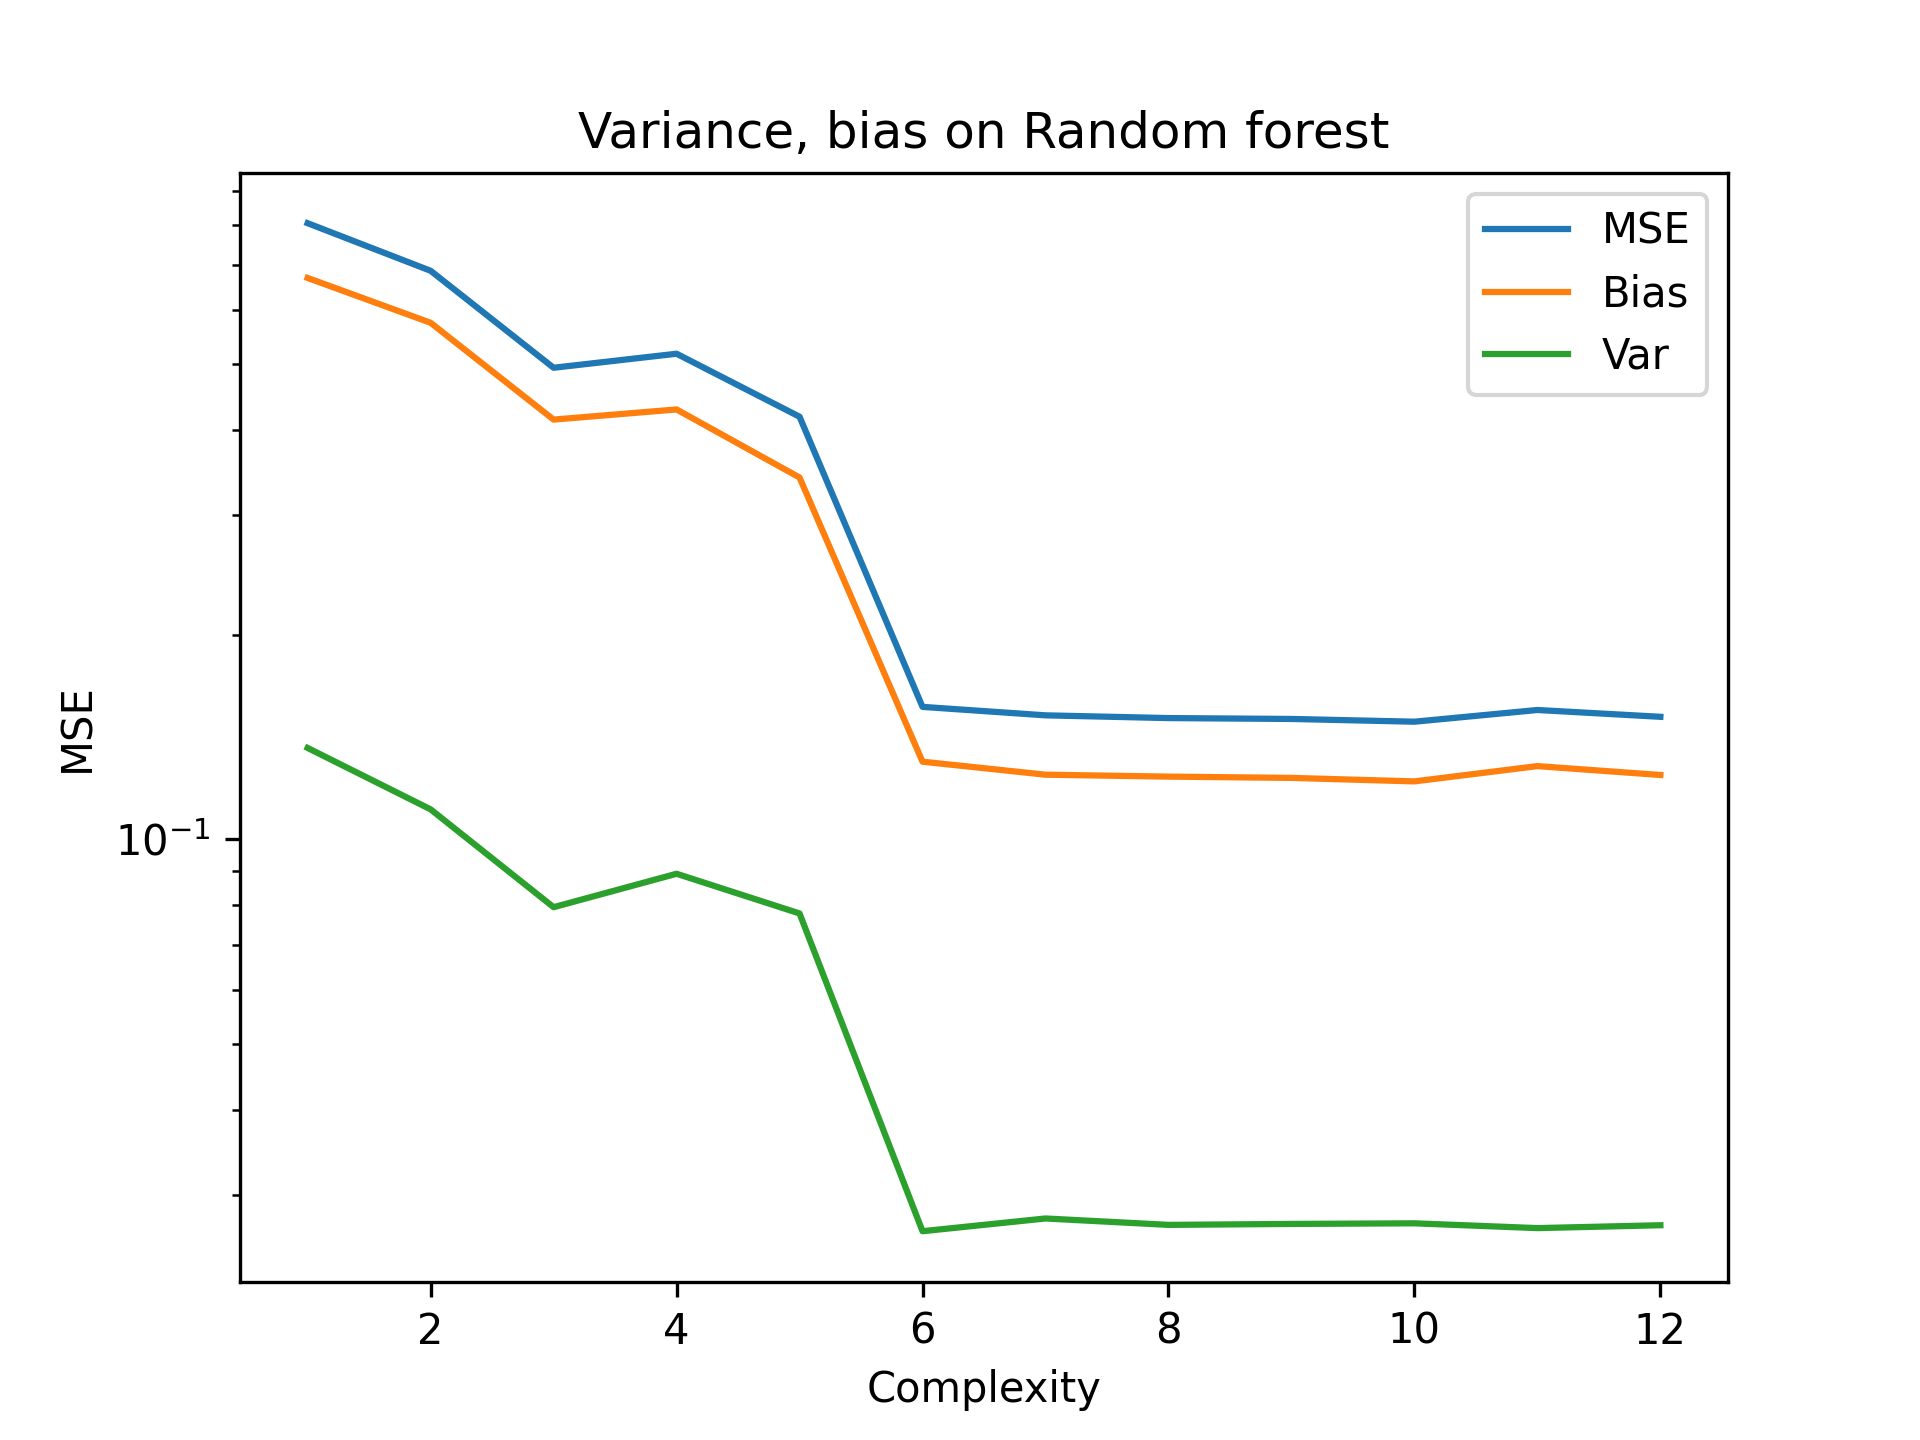 Variance, bias on Random forest
MSE
Bias
Var
MSE
10⁻¹
2 4 6 8 10 12
Complexity